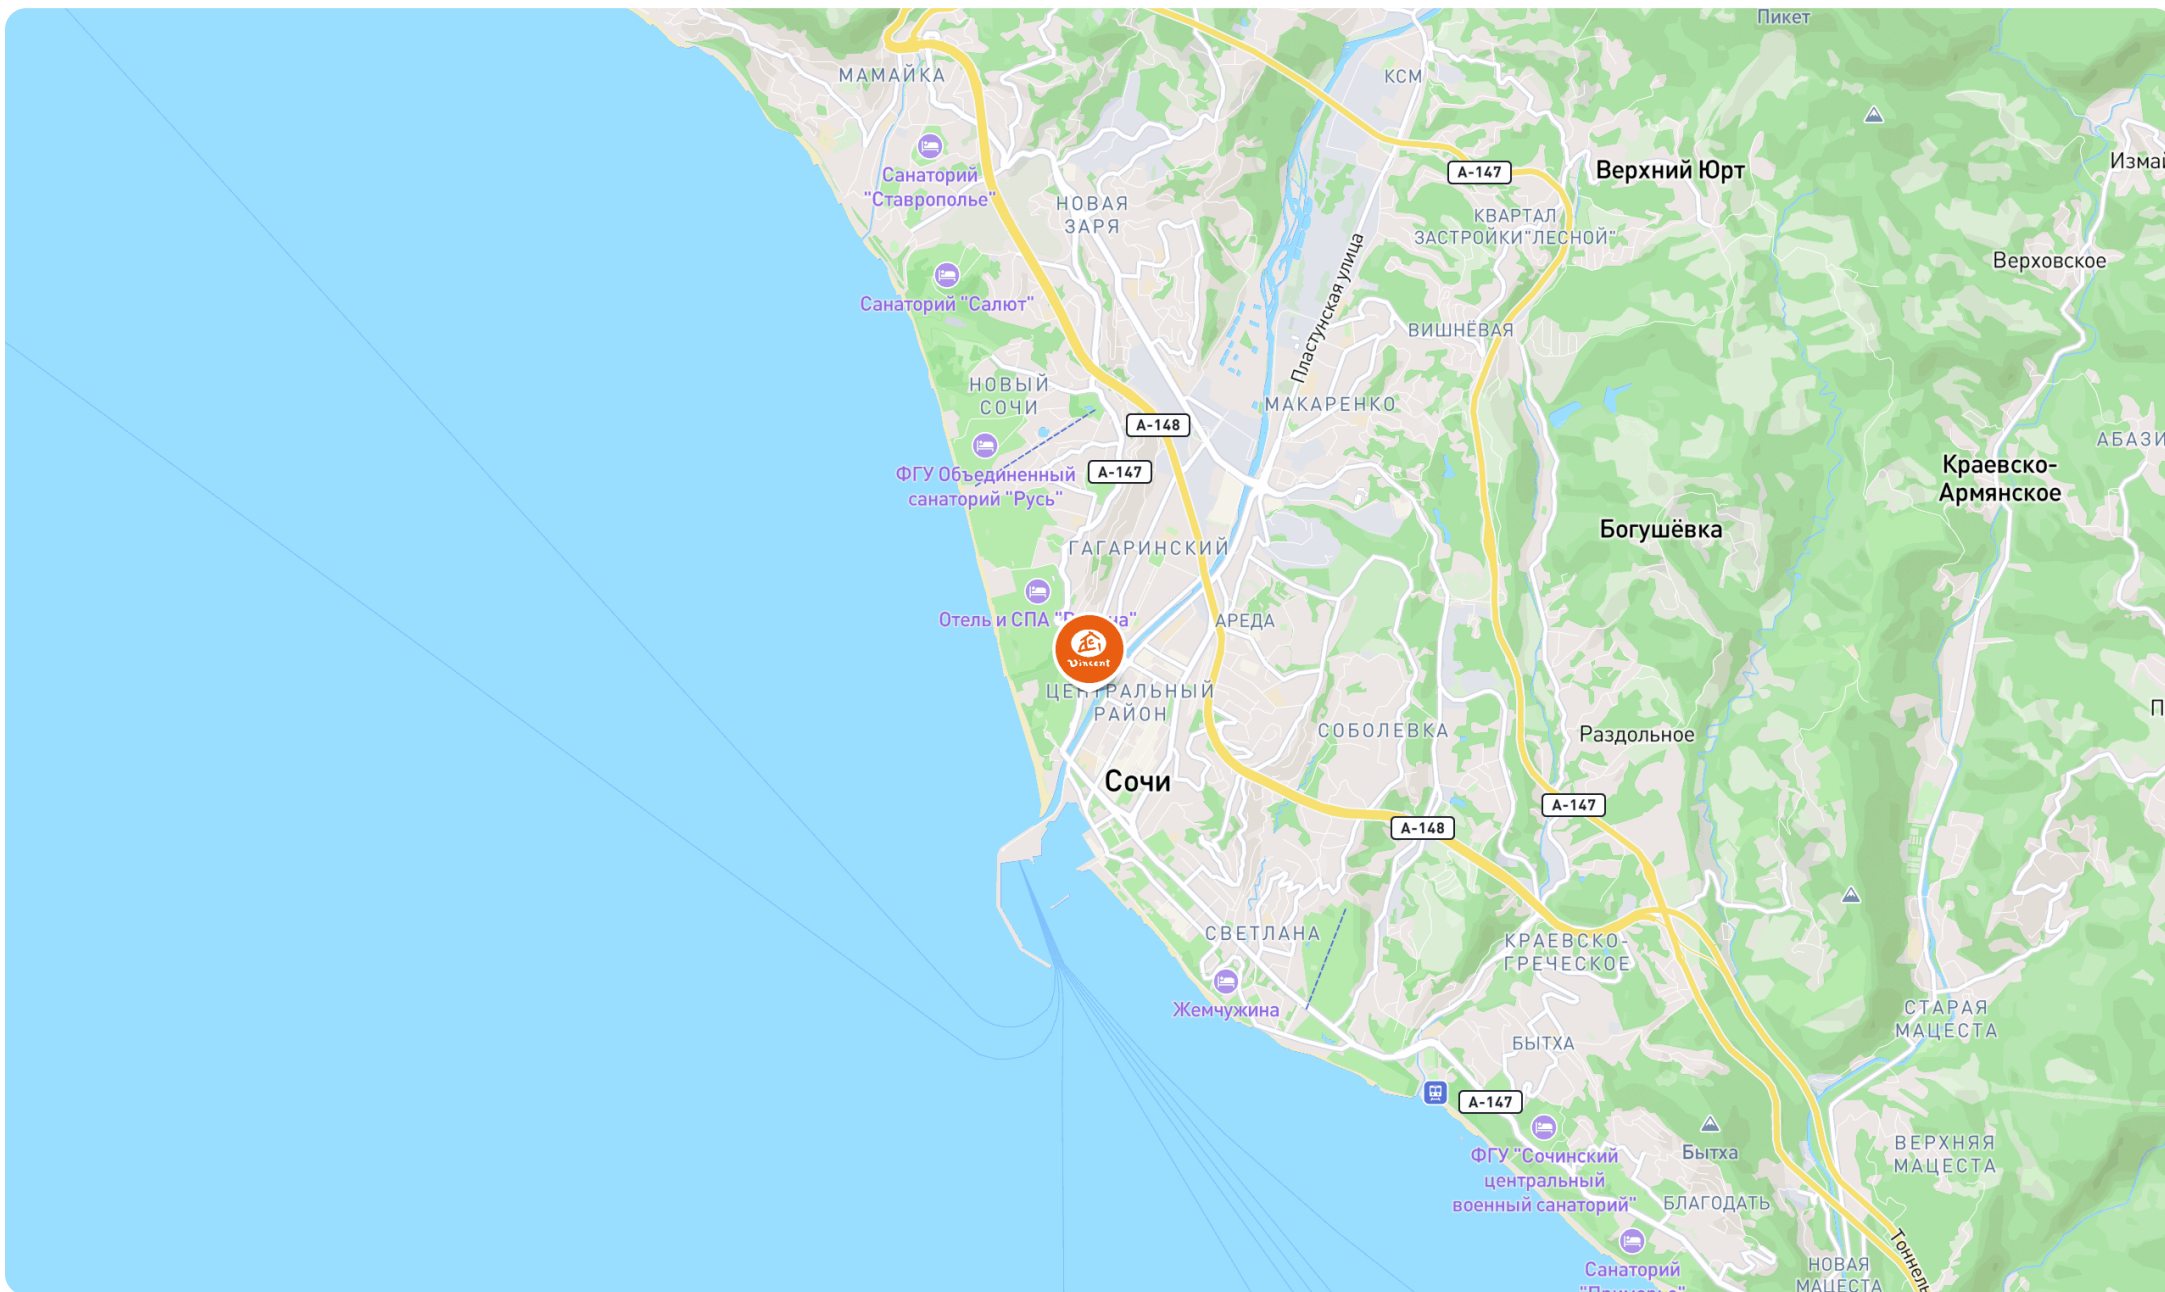 Пикет
МАМАЙКА
КСМ
Санаторий
"Ставрополье"
А-147
Верхний Юрт
НОВАЯ
ЗАРЯ
КВАРТАЛ
ЗАСТРОЙКИ"ЛЕСНОЙ"
Верховское
Санаторий "Салют"
Пластунская улица
ВИШНЁВАЯ
НОВЫЙ
СОЧИ
МАКАРЕНКО
А-148
А-147
ФГУ Объединенный
санаторий "Русь"
Краевско-
Армянское
Богушёвка
ГАГАРИНСКИЙ
Отель и СПА
АРЕДА
Vincent
ЦЕНТРАЛЬНЫЙ
РАЙОН
СОБОЛЕВКА
Раздольное
Сочи
А-147
А-148
СВЕТЛАНА
КРАЕВСКО-
ГРЕЧЕСКОЕ
Жемчужина
СТАРАЯ
МАЦЕСТА
БЫТХА
А-147
ФГУ "Сочинский
центральный
военный санаторий"
Бытха
ВЕРХНЯЯ
МАЦЕСТА
БЛАГОДАТЬ
Тоннель
Санаторий
НОВАЯ
МАЦЕСТА